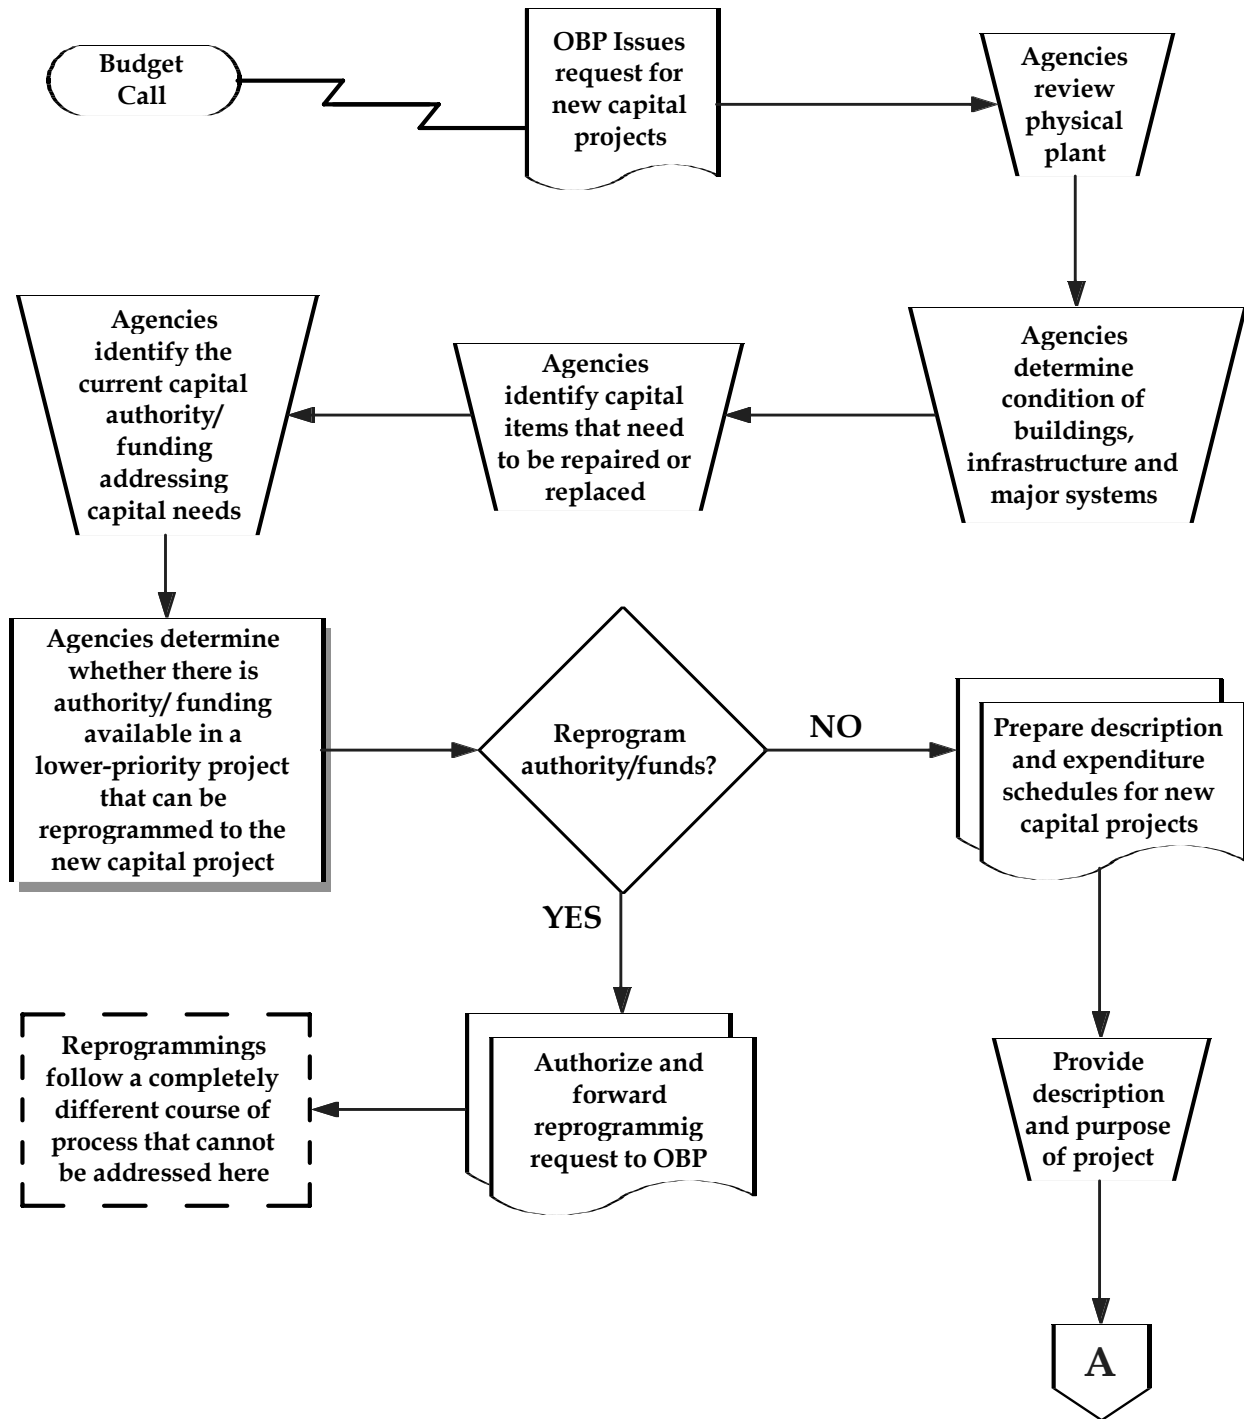 Budget
Call
OBP Issues
request for
new capital
projects
Agencies
review
physical
plant
Agencies
identify the
current capital
authority/
funding
addressing
capital needs
Agencies
identify capital
items that need
to be repaired or
replaced
Agencies
determine
condition of
buildings,
infrastructure and
major systems
Agencies determine
whether there is
authority/ funding
available in a
lower-priority project
that can be
reprogrammed to the
new capital project
Reprogram
authority/funds?
NO
Prepare description
and expenditure
schedules for new
capital projects
YES
Reprogrammings
follow a completely
different course of
process that cannot
be addressed here
Authorize and
forward
reprogrammig
request to OBP
Provide
description
and purpose
of project
A